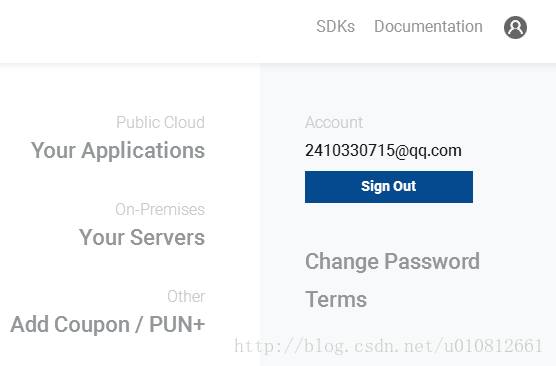 SDKs Documentation
Public Cloud
Your Applications
On-Premises
Your Servers
Other
Add Coupon / PUN+
Account
2410330715@qq.com
Sign Out
Change Password
Terms
http://blog.csdn.net/u010812661